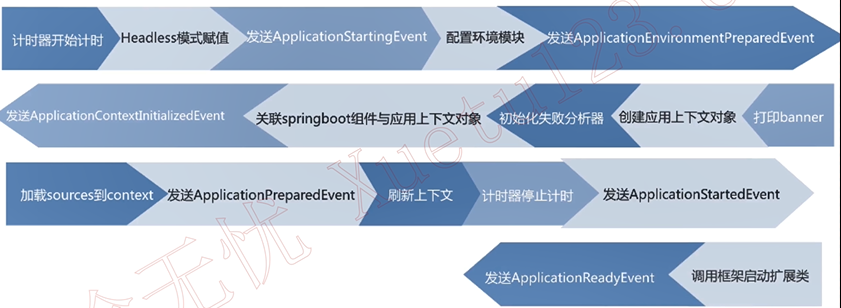 计时器开始计时 Headless模式赋值 发送ApplicationStartingEvent 配置环境模块 发送ApplicationEnvironmentPreparedEvent
发送ApplicationContextInitializedEvent 关联springboot组件与应用上下文对象 初始化失败分析器 创建应用上下文对象 打印banner
加载sources到context 发送ApplicationPreparedEvent 刷新上下文 计时器停止计时 发送ApplicationStartedEvent
发送ApplicationReadyEvent 调用框架启动扩展类
无忧 Xuetu123.